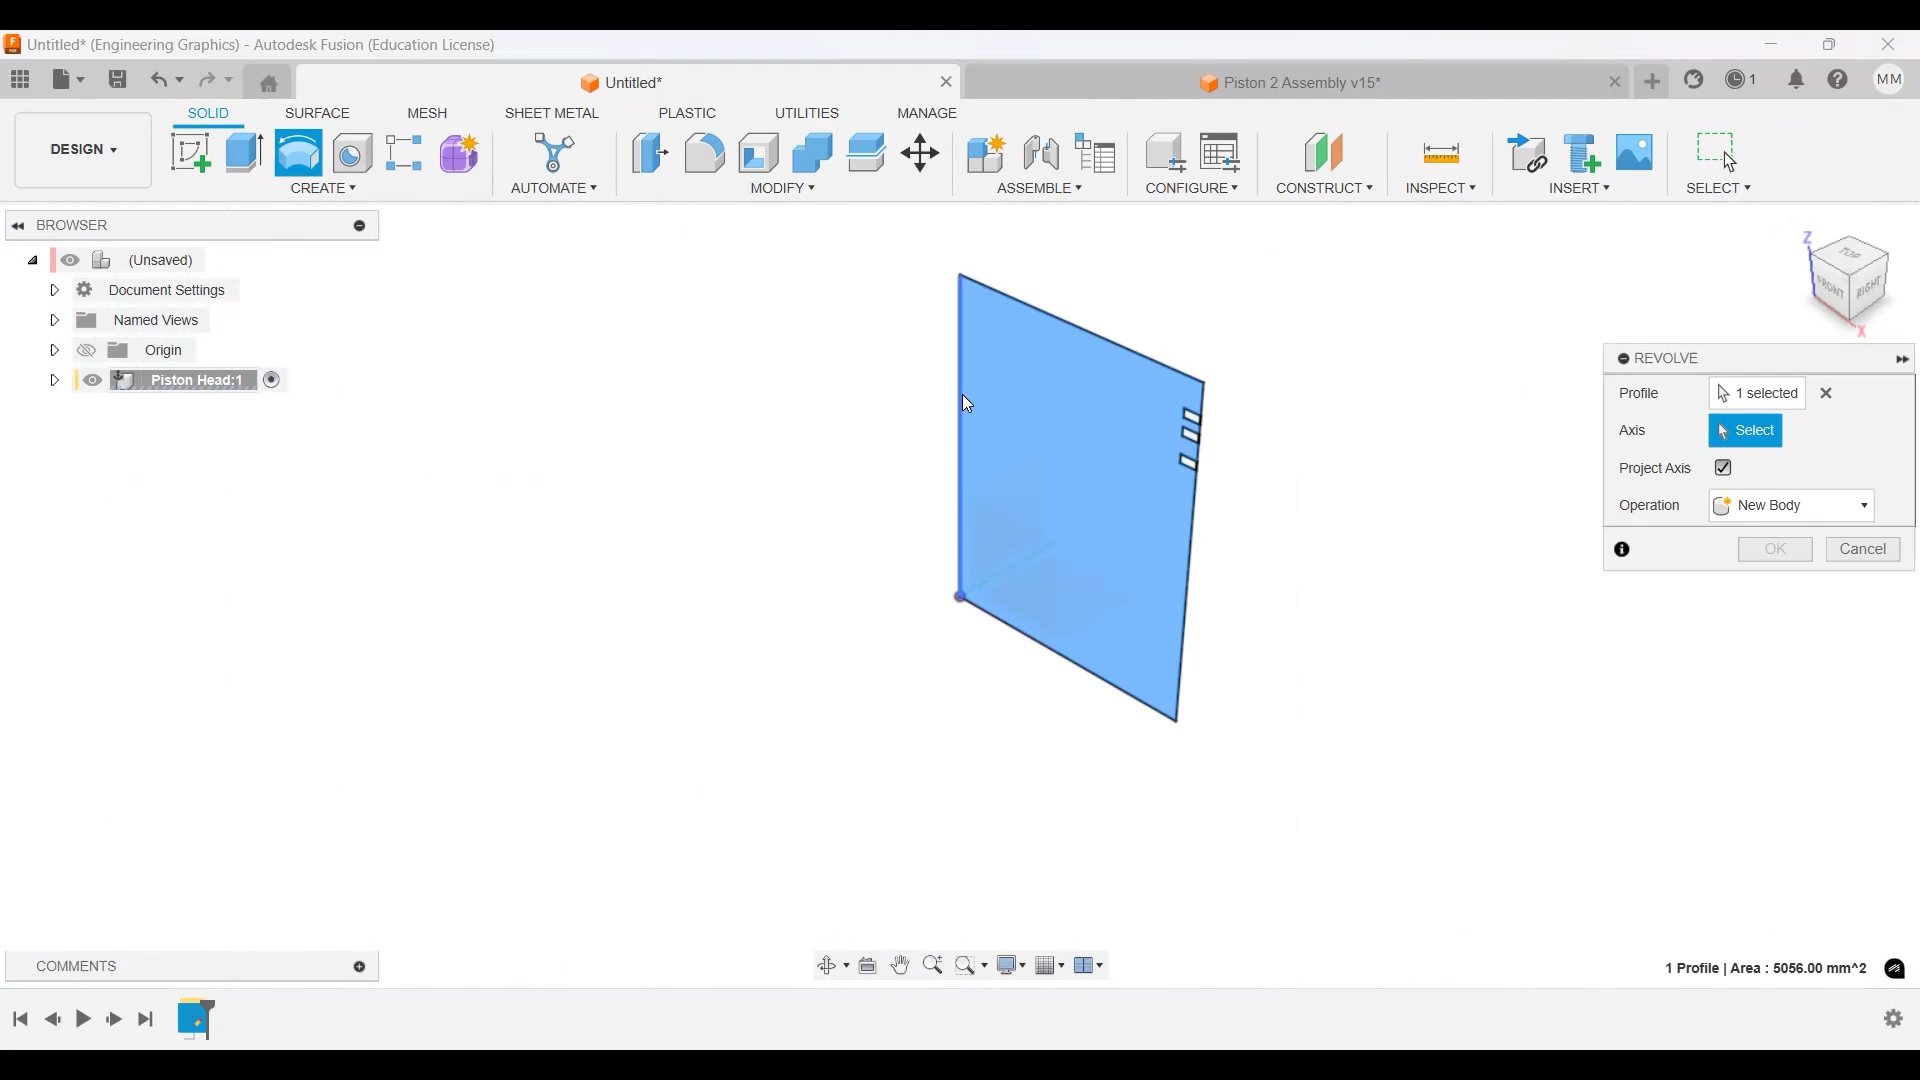 Untitled* (Engineering Graphics) - Autodesk Fusion (Education License)
Untitled*
Piston 2 Assembly v15*
1
MM
DESIGN
SOLID
SURFACE
MESH
SHEET METAL
PLASTIC
UTILITIES
MANAGE
CREATE
AUTOMATE
MODIFY
ASSEMBLE
CONFIGURE
CONSTRUCT
INSPECT
INSERT
SELECT
BROWSER
(Unsaved)
Document Settings
Named Views
Origin
Piston Head:1
Z
TOP
FRONT
RIGHT
X
REVOLVE
Profile
1 selected
Axis
Select
Project Axis
Operation
New Body
OK
Cancel
COMMENTS
1 Profile | Area : 5056.00 mm^2